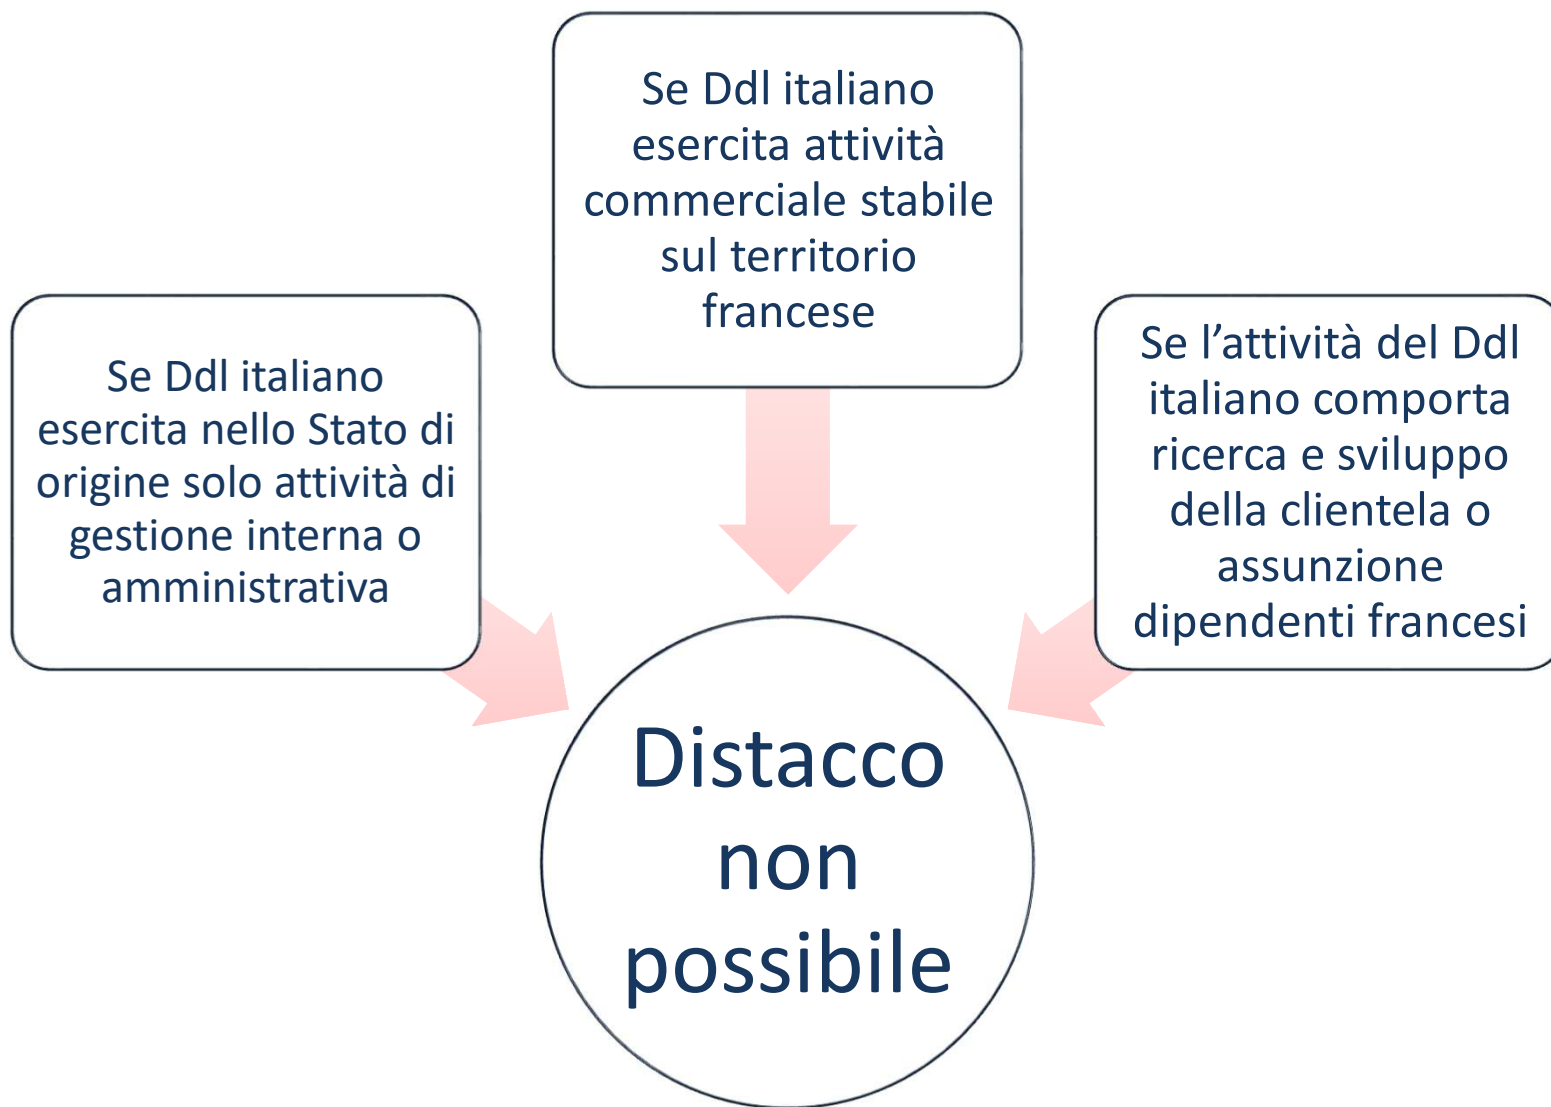 Se Ddl italiano
esercita nello Stato di
origine solo attività di
gestione interna o
amministrativa
Se Ddl italiano
esercita attività
commerciale stabile
sul territorio
francese
Se l’attività del Ddl
italiano comporta
ricerca e sviluppo
della clientela o
assunzione
dipendenti francesi
Distacco
non
possibile